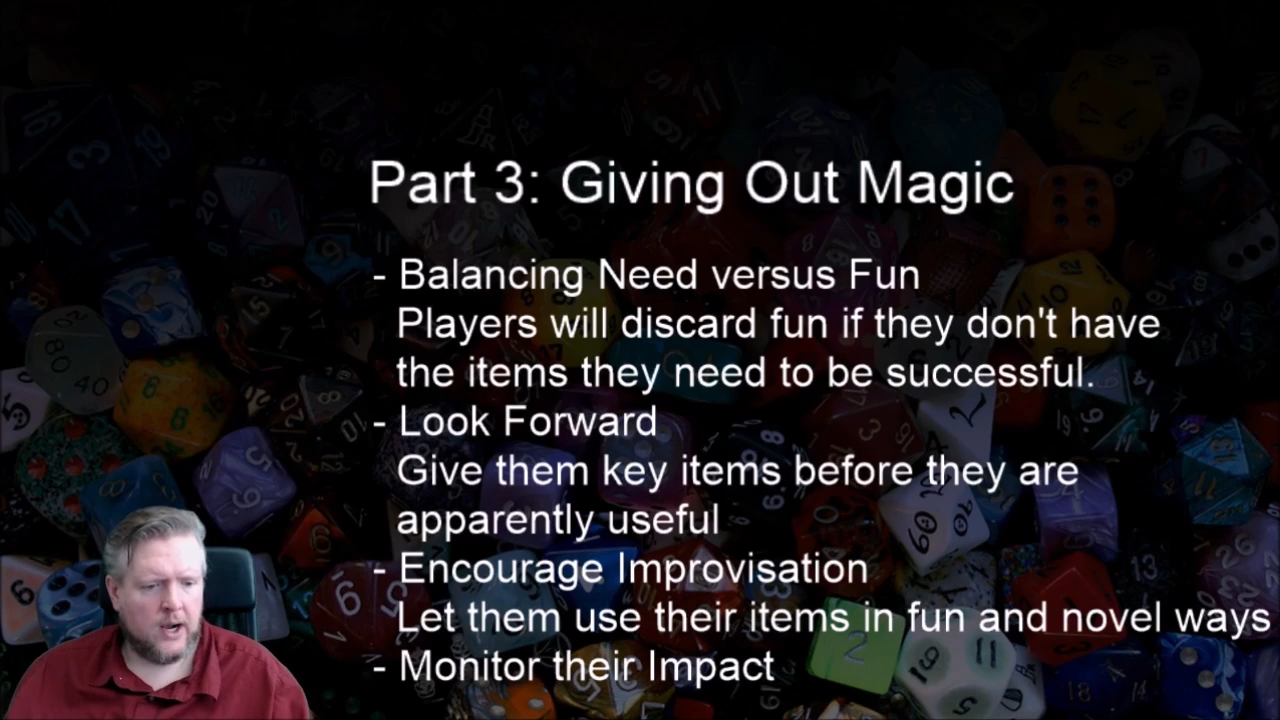 Part 3: Giving Out Magic
- Balancing Need versus Fun
Players will discard fun if they don't have
the items they need to be successful.
- Look Forward
Give them key items before they are
apparently useful
- Encourage Improvisation
Let them use their items in fun and novel ways
- Monitor their Impact